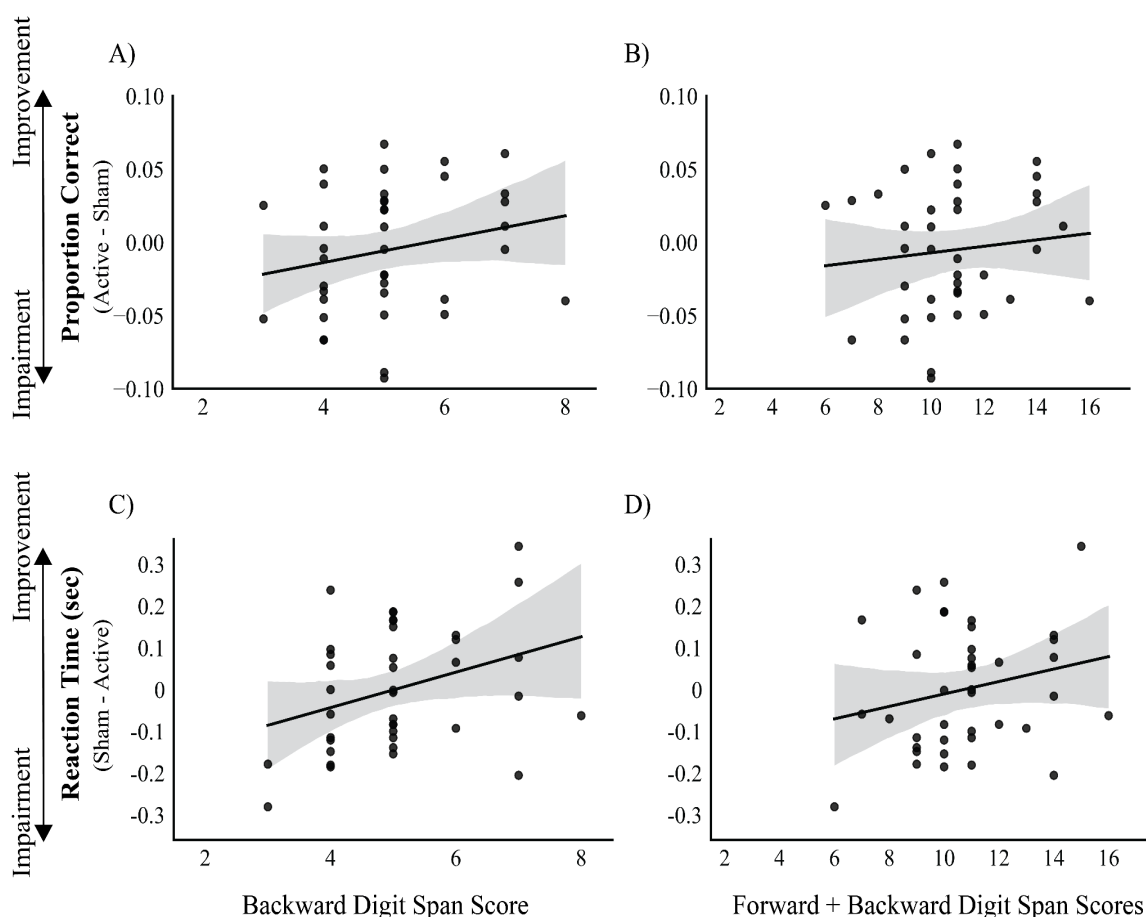 A)
B)
Improvement
Impairment
Proportion Correct
(Active - Sham)
0.10
0.05
0.00
−0.05
−0.10
2 4 6 8
0.10
0.05
0.00
−0.05
−0.10
2 4 6 8 10 12 14 16
C)
D)
Improvement
Impairment
Reaction Time (sec)
(Sham - Active)
0.3
0.2
0.1
0
-0.1
-0.2
-0.3
2 4 6 8
Backward Digit Span Score
0.3
0.2
0.1
0
-0.1
-0.2
-0.3
2 4 6 8 10 12 14 16
Forward + Backward Digit Span Scores